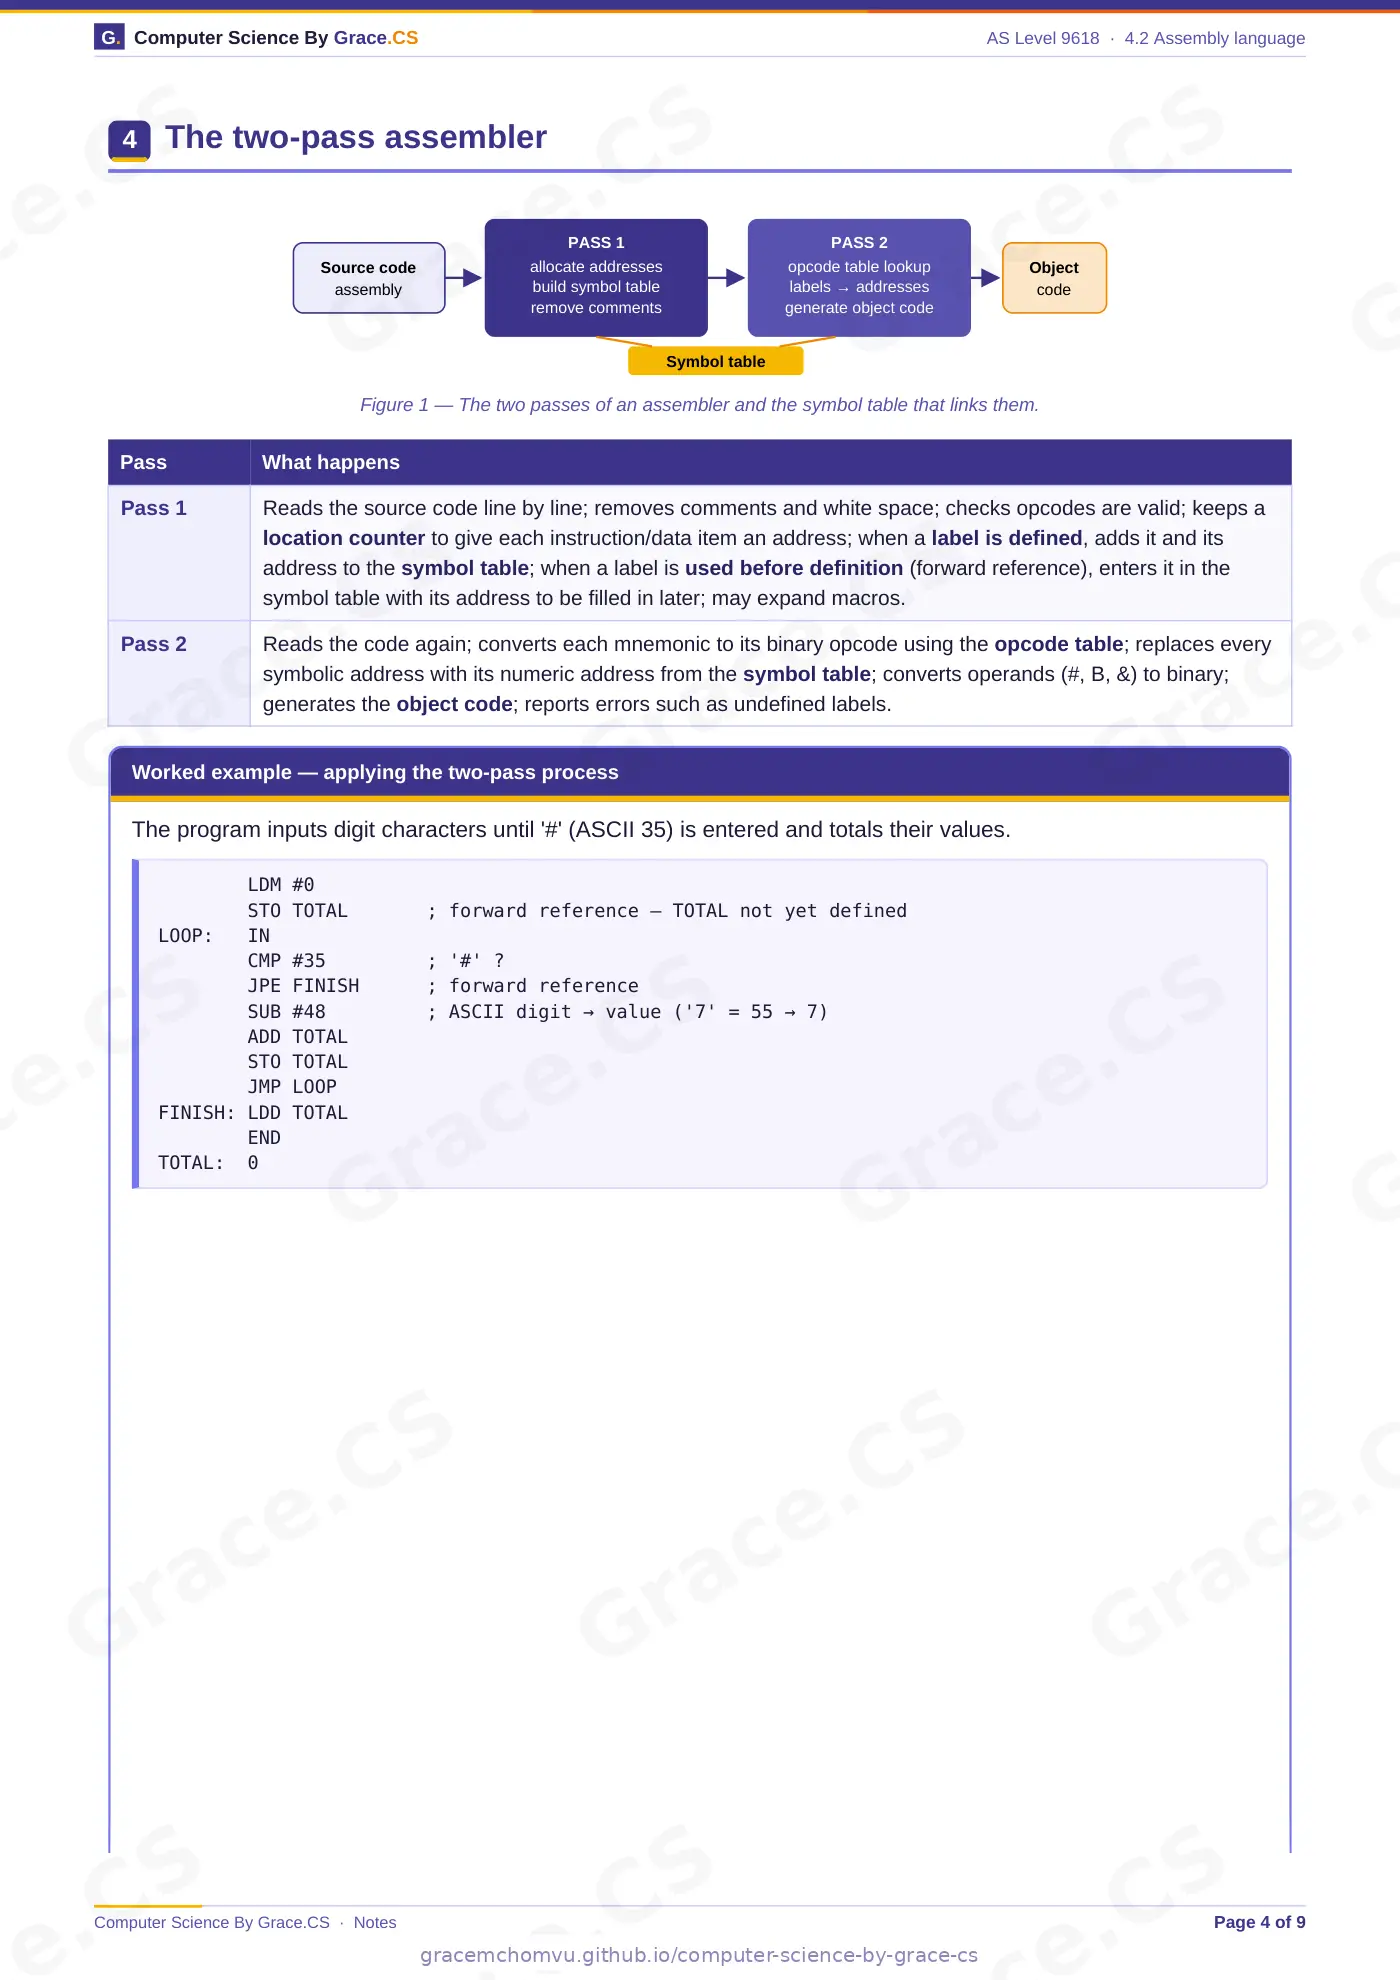 G. Computer Science By Grace.CS
AS Level 9618 · 4.2 Assembly language
4 The two-pass assembler
Source code
assembly
PASS 1
allocate addresses
build symbol table
remove comments
PASS 2
opcode table lookup
labels → addresses
generate object code
Object
code
Symbol table
Figure 1 — The two passes of an assembler and the symbol table that links them.
Pass What happens
Pass 1 Reads the source code line by line; removes comments and white space; checks opcodes are valid; keeps a
location counter to give each instruction/data item an address; when a label is defined, adds it and its
address to the symbol table; when a label is used before definition (forward reference), enters it in the
symbol table with its address to be filled in later; may expand macros.
Pass 2 Reads the code again; converts each mnemonic to its binary opcode using the opcode table; replaces every
symbolic address with its numeric address from the symbol table; converts operands (#, B, &) to binary;
generates the object code; reports errors such as undefined labels.
Worked example — applying the two-pass process
The program inputs digit characters until '#' (ASCII 35) is entered and totals their values.
LDM #0
STO TOTAL ; forward reference — TOTAL not yet defined
LOOP: IN
CMP #35 ; '#' ?
JPE FINISH ; forward reference
SUB #48 ; ASCII digit → value ('7' = 55 → 7)
ADD TOTAL
STO TOTAL
JMP LOOP
FINISH: LDD TOTAL
END
TOTAL: 0
Computer Science By Grace.CS · Notes
Page 4 of 9
gracemchomvu.github.io/computer-science-by-grace-cs